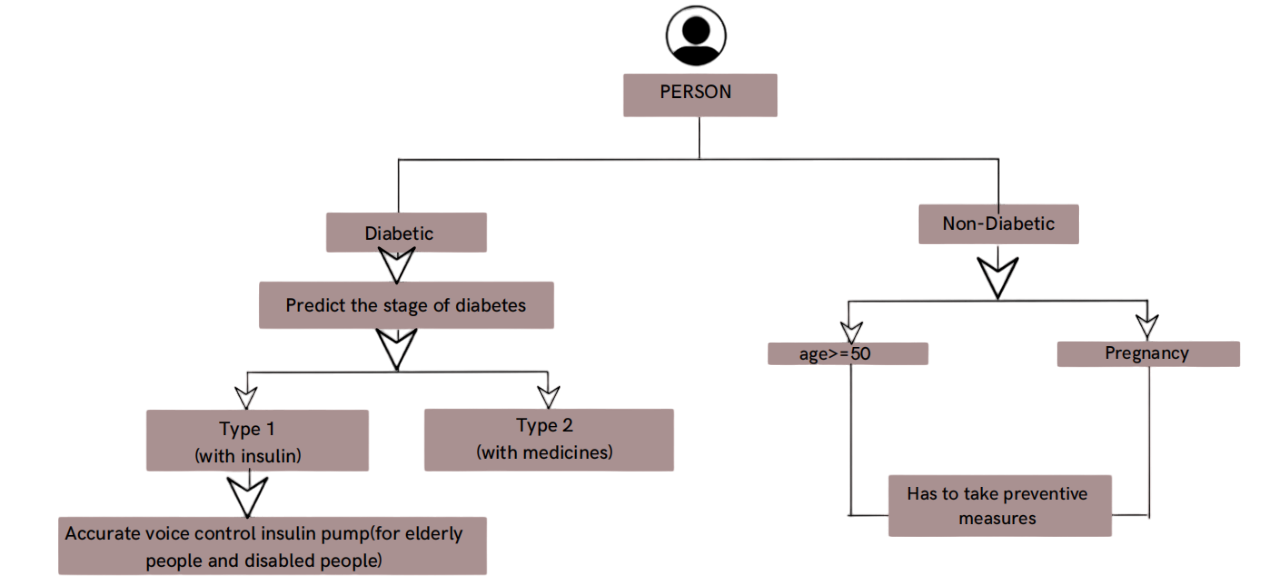 PERSON
Diabetic
Non-Diabetic
Predict the stage of diabetes
age>=50
Pregnancy
Type 1
(with insulin)
Type 2
(with medicines)
Has to take preventive
measures
Accurate voice control insulin pump(for elderly
people and disabled people)